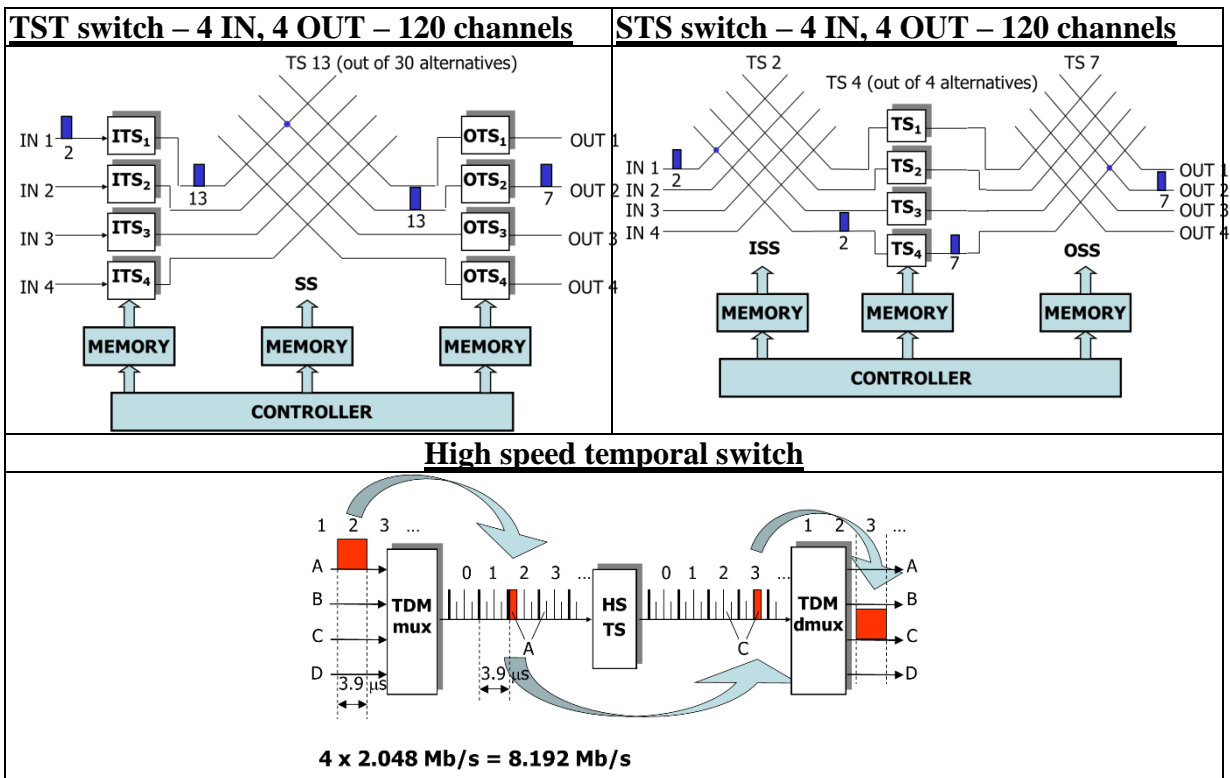 TST switch – 4 IN, 4 OUT – 120 channels
TS 13 (out of 30 alternatives)
IN 1
2
ITS1
13
OTS1
OUT 1
IN 2
ITS2
13
OTS2
7
OUT 2
IN 3
ITS3
OTS3
OUT 3
IN 4
ITS4
SS
OTS4
OUT 4
MEMORY
MEMORY
MEMORY
CONTROLLER
STS switch – 4 IN, 4 OUT – 120 channels
TS 2
TS 4 (out of 4 alternatives)
TS 7
IN 1
2
IN 2
IN 3
IN 4
TS1
TS2
TS3
TS4
2
7
OUT 1
OUT 2
7
OUT 3
OUT 4
ISS
OSS
MEMORY
MEMORY
MEMORY
CONTROLLER
High speed temporal switch
1 2 3 ...
A
B
C
D
3.9 μs
TDM
mux
0 1 2 3 ...
A
3.9 μs
HS
TS
0 1 2 3 ...
C
TDM
dmux
1 2 3 ...
A
B
C
D
4 x 2.048 Mb/s = 8.192 Mb/s